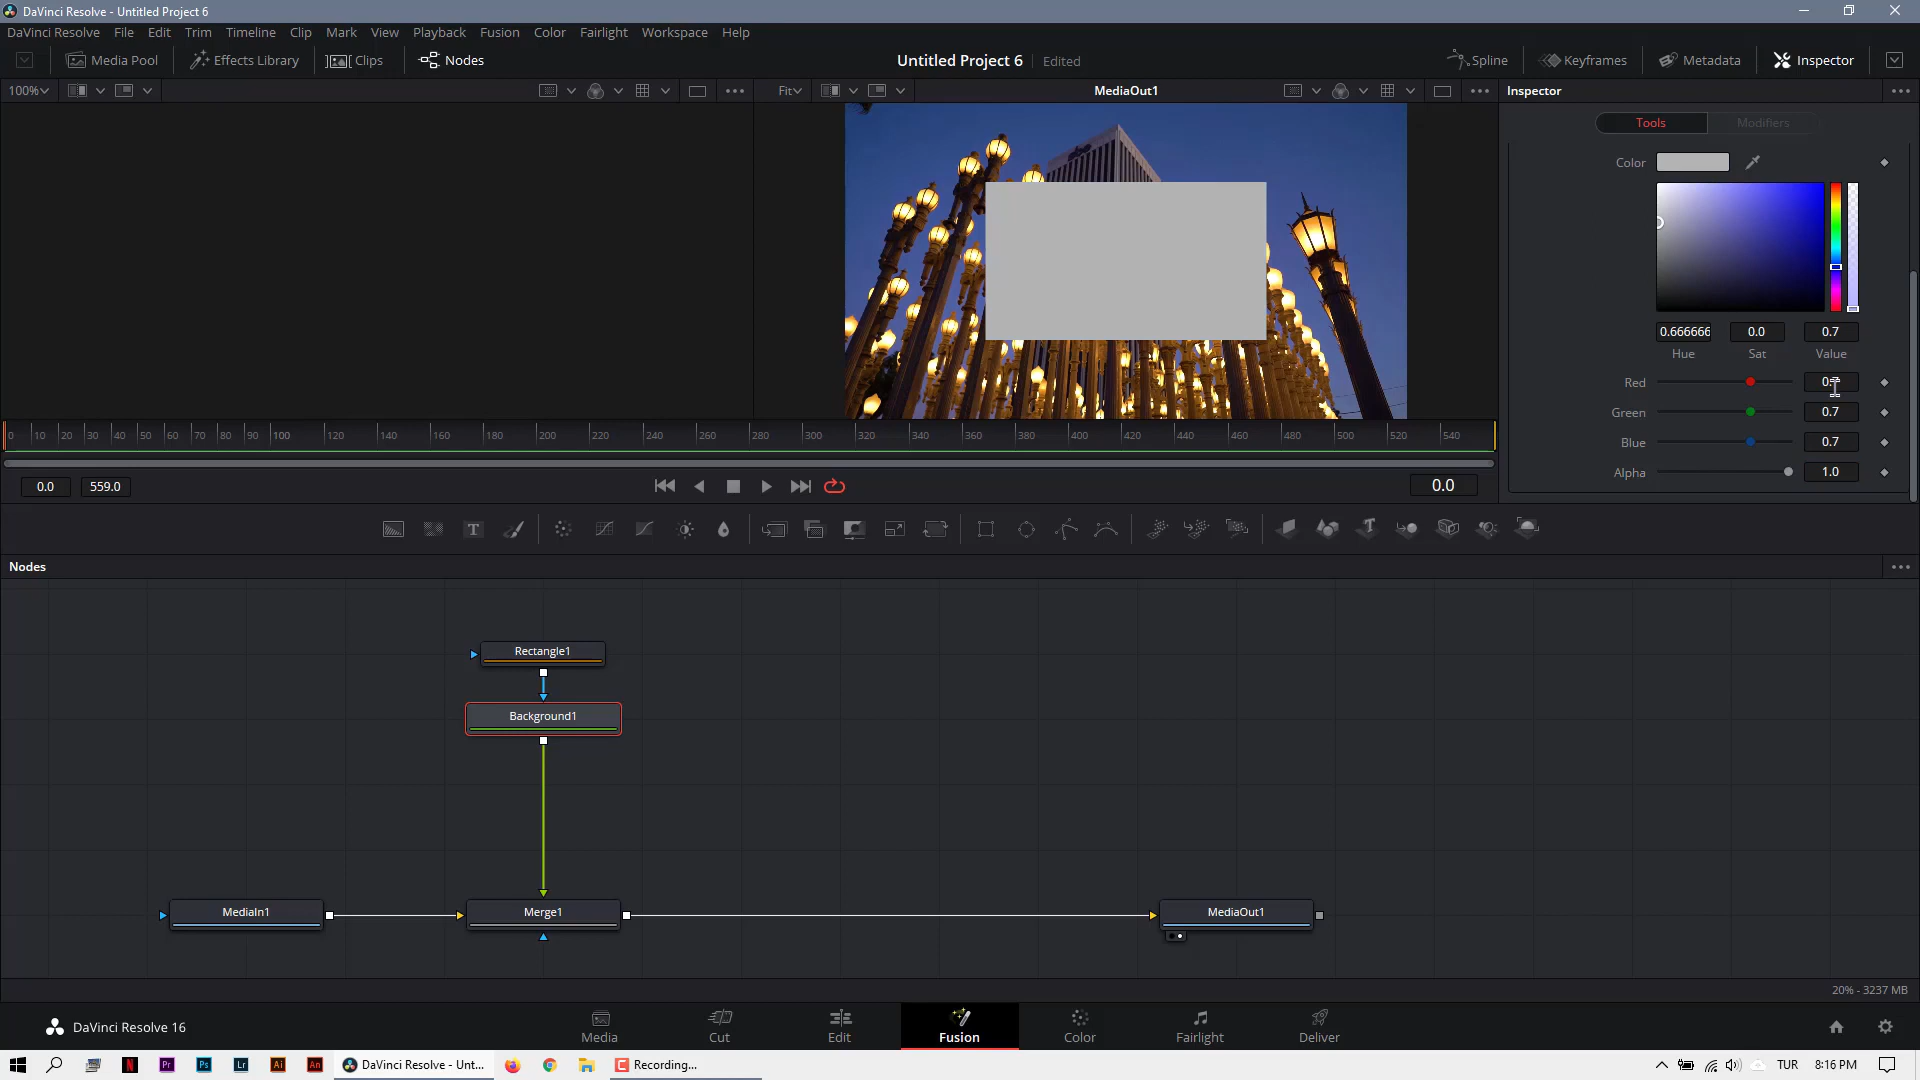 DaVinci Resolve - Untitled Project 6
DaVinci Resolve File Edit Trim Timeline Clip Mark View Playback Fusion Color Fairlight Workspace Help
Media Pool Effects Library Clips Nodes Untitled Project 6 Edited Spline Keyframes Metadata Inspector
100% Fit MediaOut1 Inspector
Tools Modifiers
Color
0.666666 0.0 0.7
Hue Sat Value
Red
Green 0.7
Blue 0.7
Alpha 1.0
0 10 20 30 40 50 60 70 80 90 100 120 140 160 180 200 220 240 260 280 300 320 340 360 380 400 420 440 460 480 500 520 540
0.0 559.0 0.0
Nodes
Rectangle1
Background1
MediaIn1 Merge1 MediaOut1
20% - 3237 MB
DaVinci Resolve 16 Media Cut Edit Fusion Color Fairlight Deliver
N Pr Ps Lr Ai An DaVinci Resolve - Unt... Recording... TUR 8:16 PM